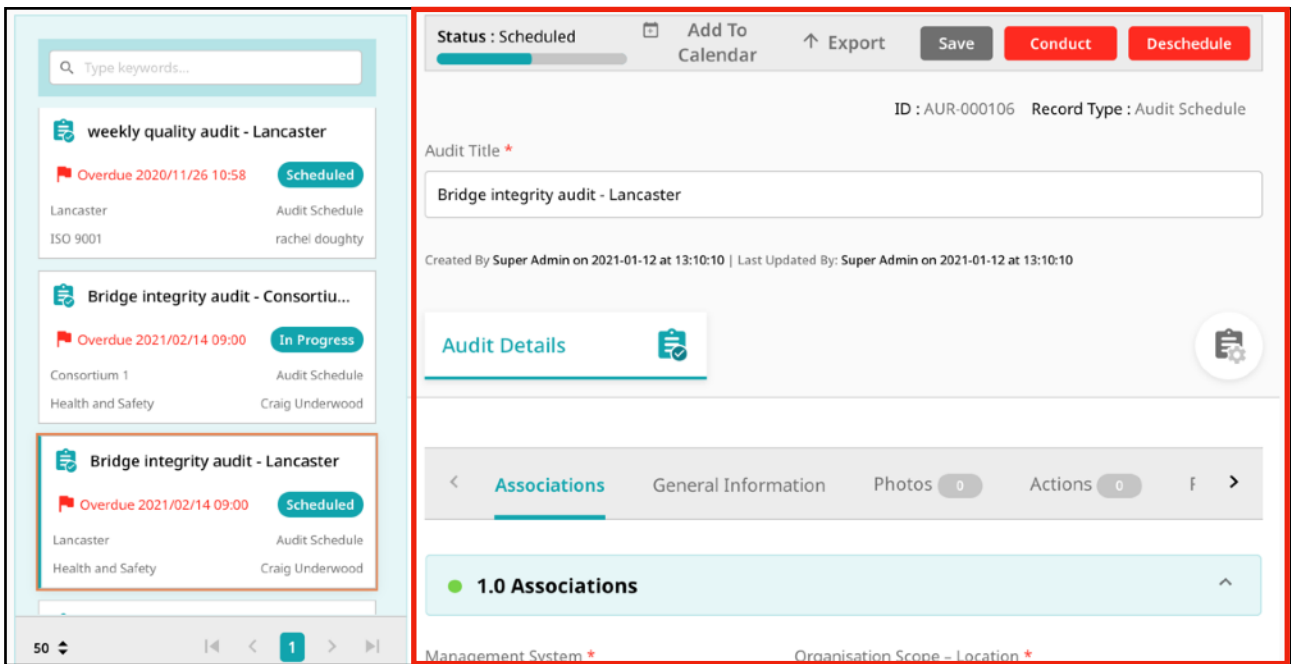 Type keywords...
weekly quality audit - Lancaster
Overdue 2020/11/26 10:58 Scheduled
Lancaster Audit Schedule
ISO 9001 rachel doughty
Bridge integrity audit - Consortiu...
Overdue 2021/02/14 09:00 In Progress
Consortium 1 Audit Schedule
Health and Safety Craig Underwood
Bridge integrity audit - Lancaster
Overdue 2021/02/14 09:00 Scheduled
Lancaster Audit Schedule
Health and Safety Craig Underwood
50 1
Status : Scheduled
Add To
Calendar
Export
Save
Conduct
Deschedule
ID : AUR-000106 Record Type : Audit Schedule
Audit Title *
Bridge integrity audit - Lancaster
Created By Super Admin on 2021-01-12 at 13:10:10 | Last Updated By: Super Admin on 2021-01-12 at 13:10:10
Audit Details
Associations General Information Photos 0 Actions 0
1.0 Associations
Management System * Organisation Scope – Location *